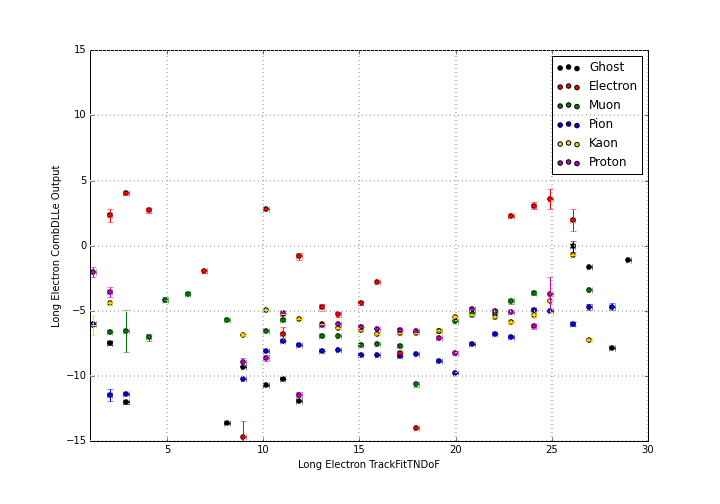 15
10
5
0
−5
−10
−15
Long Electron CombDLLe Output
Ghost
Electron
Muon
Pion
Kaon
Proton
5 10 15 20 25 30
Long Electron TrackFitTNDoF